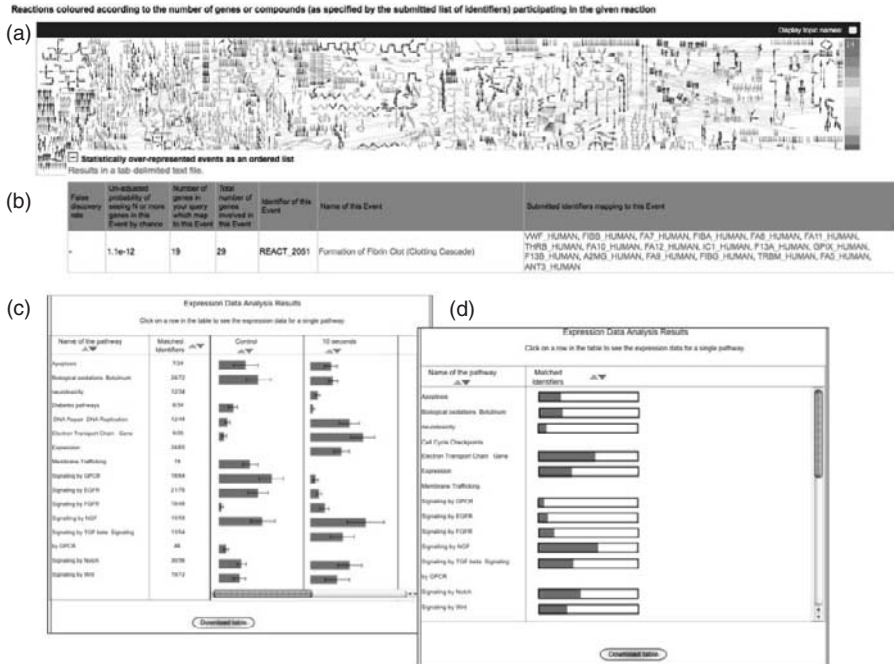 Reactions coloured according to the number of genes or compounds (as specified by the submitted list of identifiers) participating in the given reaction
(a)
Display topic names:
Statistically over-represented events as an ordered list
Results in a tab-delimited text file.
(b)
False discovery rate
Un-adjusted probability of seeing N or more genes in this Event by chance
Number of genes in your query which map to this Event
Total number of genes involved in this Event
Identifier of this Event
Name of this Event
Submitted identifiers mapping to this Event
- 1.1e-12 19 29 REACT_2051 Formation of Fibrin Clot (Clotting Cascade)
VWF_HUMAN, FIBB_HUMAN, FA7_HUMAN, FIBA_HUMAN, FA8_HUMAN, FA11_HUMAN,
THRB_HUMAN, FA10_HUMAN, FA12_HUMAN, IC1_HUMAN, F13A_HUMAN, GPIX_HUMAN,
F13B_HUMAN, A2MG_HUMAN, FA9_HUMAN, FIBG_HUMAN, TRBM_HUMAN, FA5_HUMAN,
ANT3_HUMAN
(c)
Expression Data Analysis Results
Click on a row in the table to see the expression data for a single pathway.
Name of the pathway
Matched Identifiers
Control
10 seconds
Apoptosis
Biological oxidations Botulinum
neurotoxicity
Diabetes pathways
DNA Repair DNA Replication
Electron Transport Chain Gene
Expression
Membrane Trafficking
Signaling by GPCR
Signaling by EGFR
Signaling by FGFR
Signaling by NGF
Signaling by TGF beta Signaling
by GPCR
Signaling by Notch
Signaling by Wnt
Download table
(d)
Expression Data Analysis Results
Click on a row in the table to see the expression data for a single pathway.
Name of the pathway
Matched Identifiers
Apoptosis
Biological oxidations Botulinum
neurotoxicity
Cell Cycle Checkpoints
Electron Transport Chain Gene
Expression
Membrane Trafficking
Signaling by GPCR
Signaling by EGFR
Signaling by FGFR
Signaling by NGF
Signaling by TGF beta Signaling
by GPCR
Signaling by Notch
Signaling by Wnt
Download table